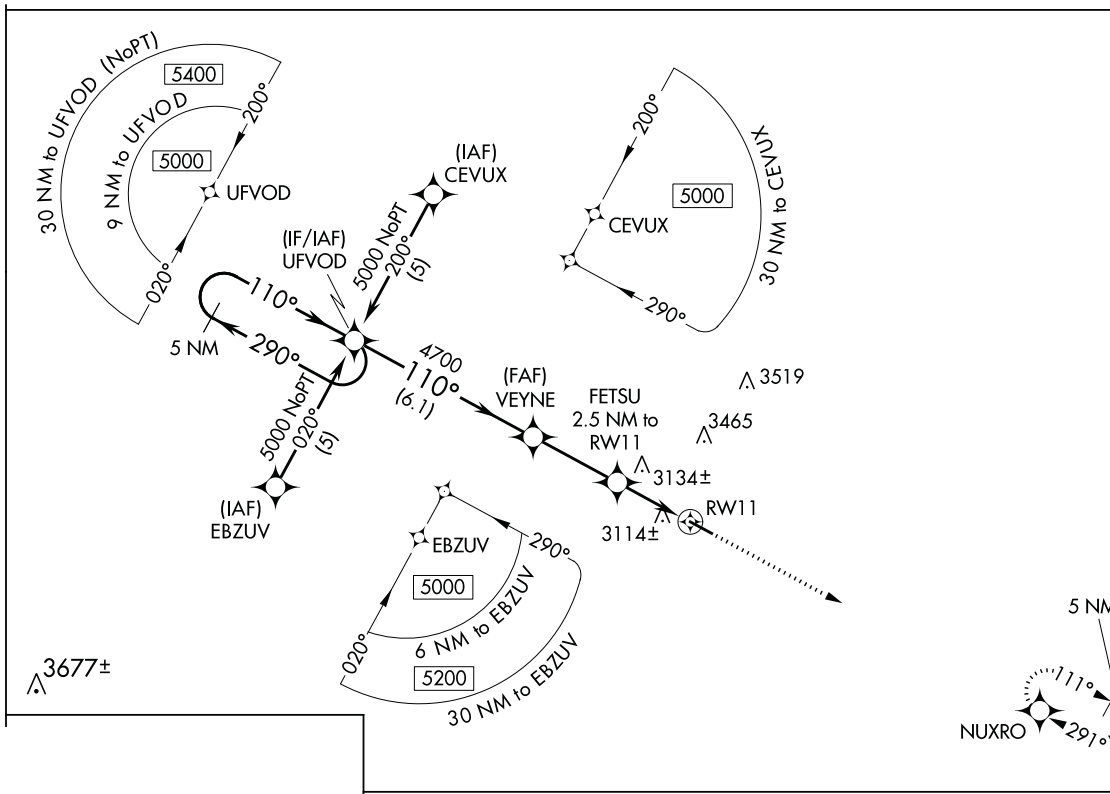 30 NM to UFVOD (NoPT)
5400
9 NM to UFVOD
200°
5000
UFVOD
020°
(IAF)
CEVUX
5000 NoPT
200°
(5)
200°
5000
CEVUX
30 NM to CEVUX
290°
(IF/IAF)
UFVOD
110°
5 NM
290°
4700
110°
(6.1)
5000 NoPT
020°
(5)
(IAF)
EBZUV
(FAF)
VEYNE
FETSU
2.5 NM to
RW11
3519
3465
3134±
3114±
RW11
EBZUV
290°
5000
6 NM to EBZUV
020°
5200
30 NM to EBZUV
3677±
5 NM
111°
291°
NUXRO